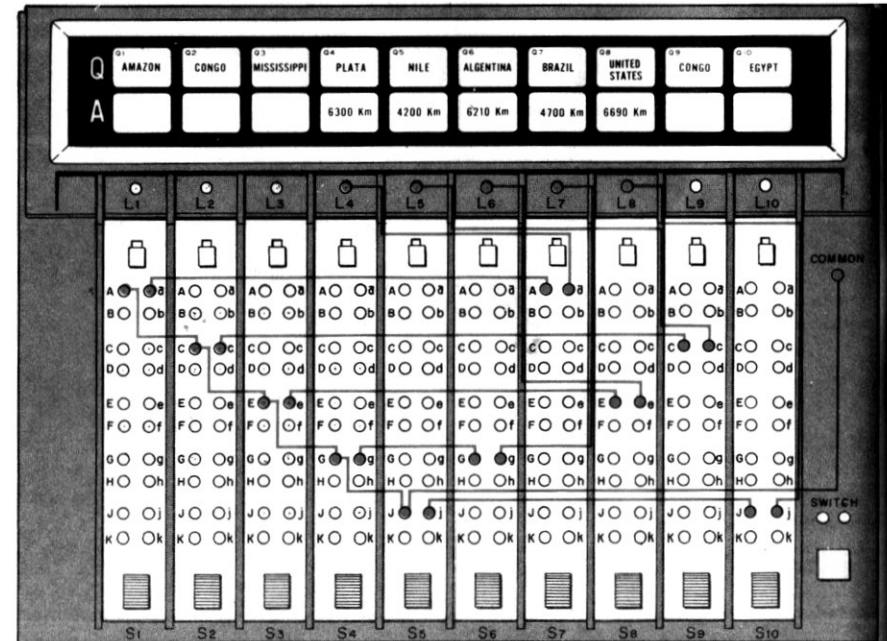 Q Q1 AMAZON Q2 CONGO Q3 MISSISSIPPI Q4 PLATA Q5 NILE Q6 ALGENTINA Q7 BRAZIL Q8 UNITED STATES Q9 CONGO Q10 EGYPT
A 6300 Km 4200 Km 6210 Km 4700 Km 6690 Km
L1 L2 L3 L4 L5 L6 L7 L8 L9 L10
COMMON
A a A a A a A a A a A a A a A a A a A a
B b B b B b B b B b B b B b B b B b B b
C c C c C c C c C c C c C c C c C c C c
D d D d D d D d D d D d D d D d D d D d
E e E e E e E e E e E e E e E e E e E e
F f F f F f F f F f F f F f F f F f F f
G g G g G g G g G g G g G g G g G g G g
H h H h H h H h H h H h H h H h H h H h
SWITCH
J j J j J j J j J j J j J j J j J j J j
K k K k K k K k K k K k K k K k K k K k
S1 S2 S3 S4 S5 S6 S7 S8 S9 S10